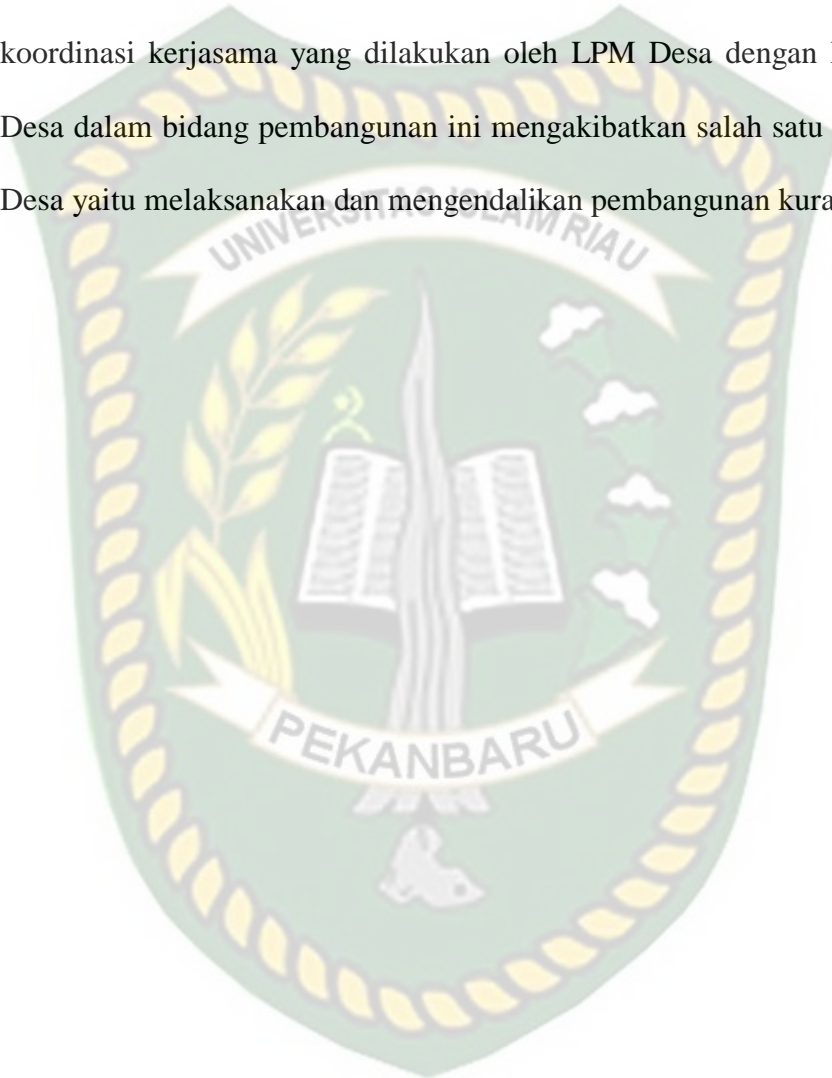 koordinasi kerjasama yang dilakukan oleh LPM Desa dengan
Desa dalam bidang pembangunan ini mengakibatkan salah satu
Desa yaitu melaksanakan dan mengendalikan pembangunan
UNIVERSITAS ISLAM RIAU
PEKANBARU